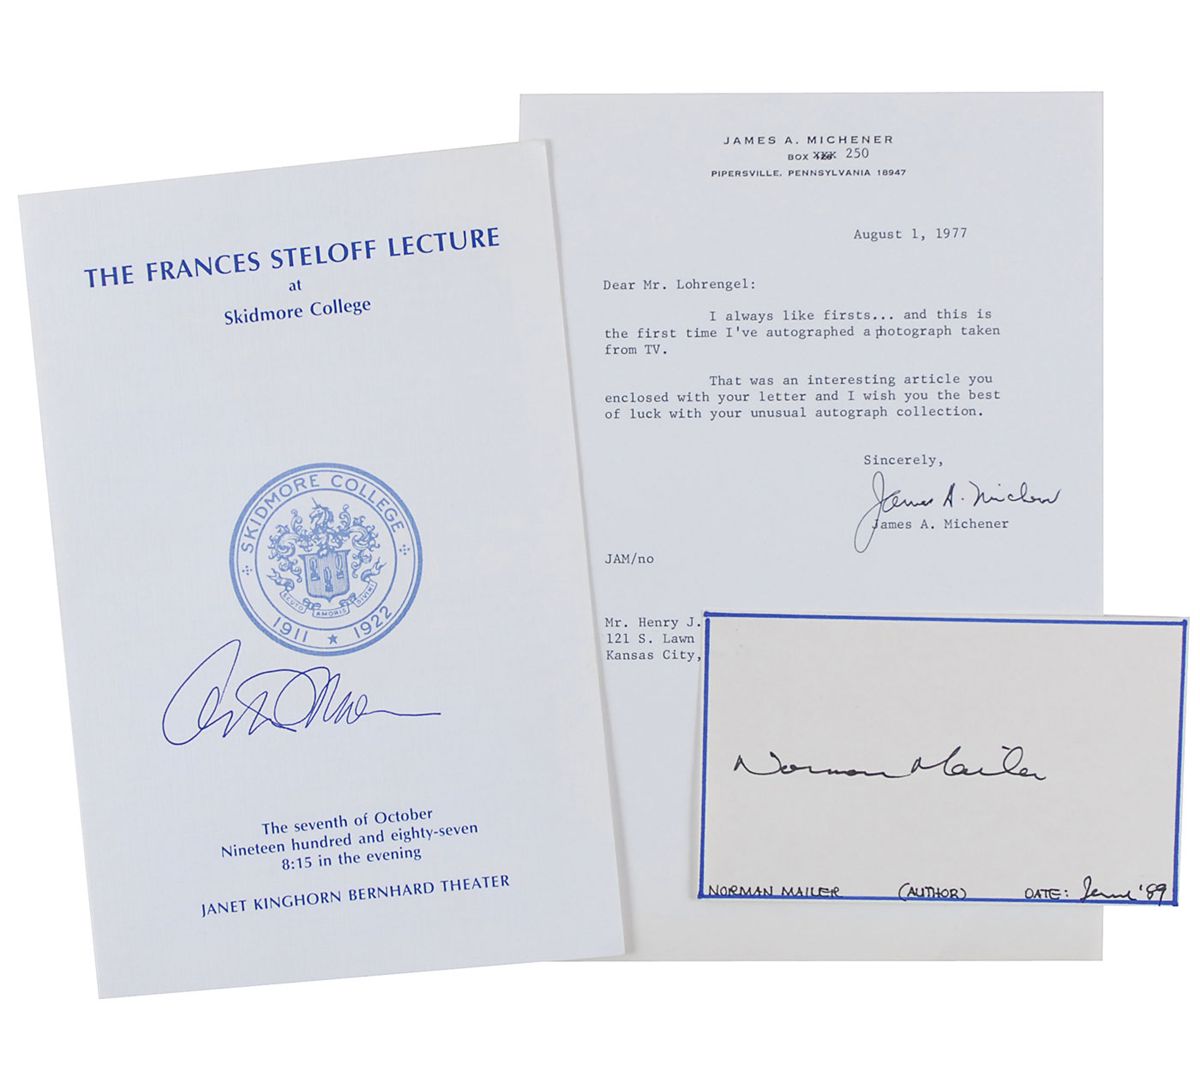 THE FRANCES STELOFF LECTURE
at
Skidmore College
SKIDMORE COLLEGE
SCUTO AMORIS DIVINI
1911 ★ 1922
The seventh of October
Nineteen hundred and eighty-seven
8:15 in the evening
JANET KINGHORN BERNHARD THEATER
JAMES A. MICHENER
BOX XXX 250
PIPERSVILLE, PENNSYLVANIA 18947
August 1, 1977
Dear Mr. Lohrengel:
I always like firsts... and this is
the first time I've autographed a photograph taken
from TV.
That was an interesting article you
enclosed with your letter and I wish you the best
of luck with your unusual autograph collection.
Sincerely,
James A. Michener
James A. Michener
JAM/no
Mr. Henry J.
121 S. Lawn
Kansas City,
Norman Mailer
NORMAN MAILER (AUTHOR) DATE: June '89